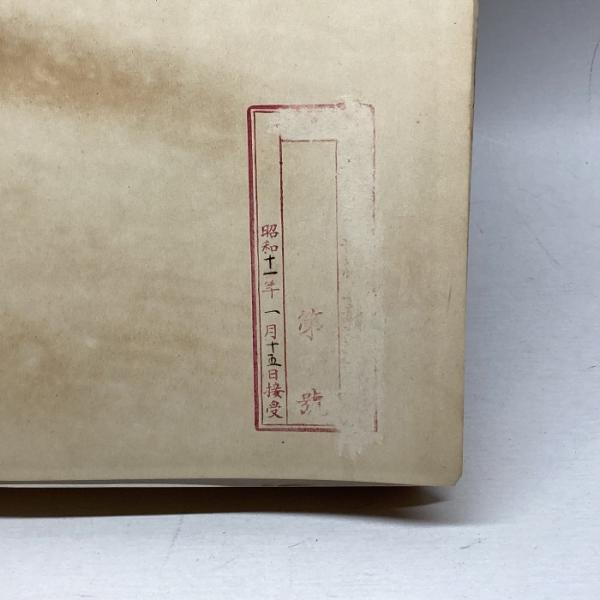 第 號
昭和十一年一月十五日接受